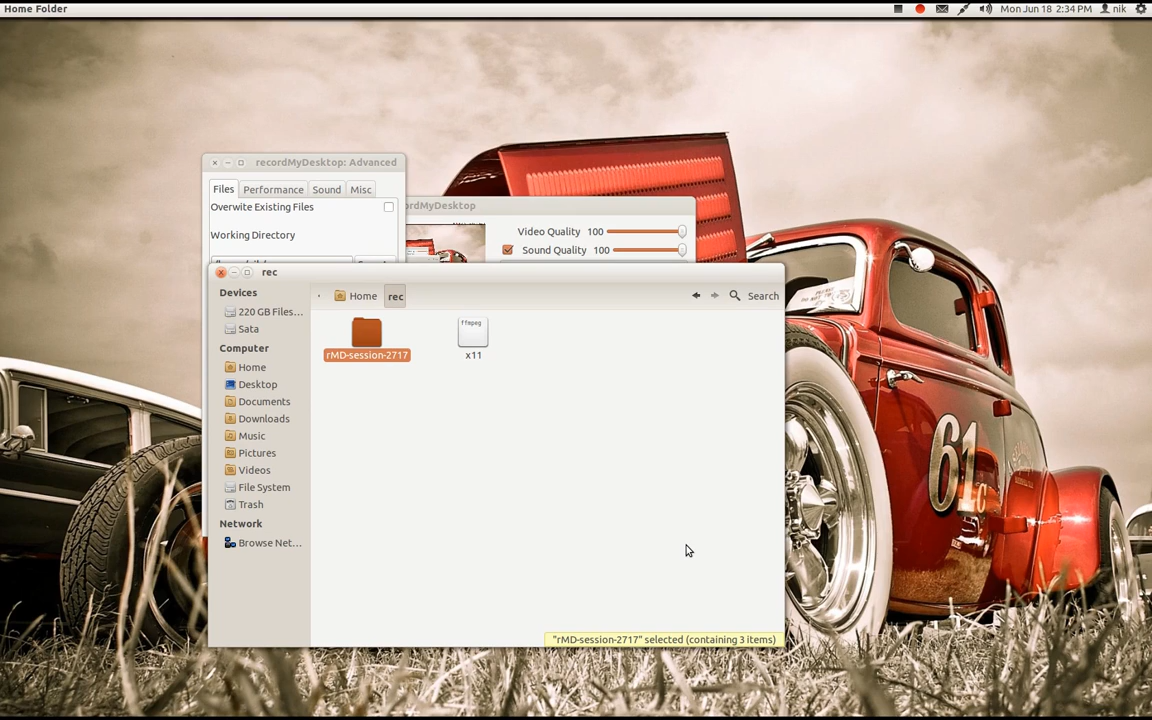 Home Folder
Mon Jun 18 2:34 PM nik
recordMyDesktop: Advanced
Files Performance Sound Misc
Overwite Existing Files
Working Directory
Video Quality 100
Sound Quality 100
rec
Devices
220 GB Files...
Sata
Computer
Home
Desktop
Documents
Downloads
Music
Pictures
Videos
File System
Trash
Network
Browse Net...
Home rec
Search
rMD-session-2717
ffmpeg
x11
"rMD-session-2717" selected (containing 3 items)
61